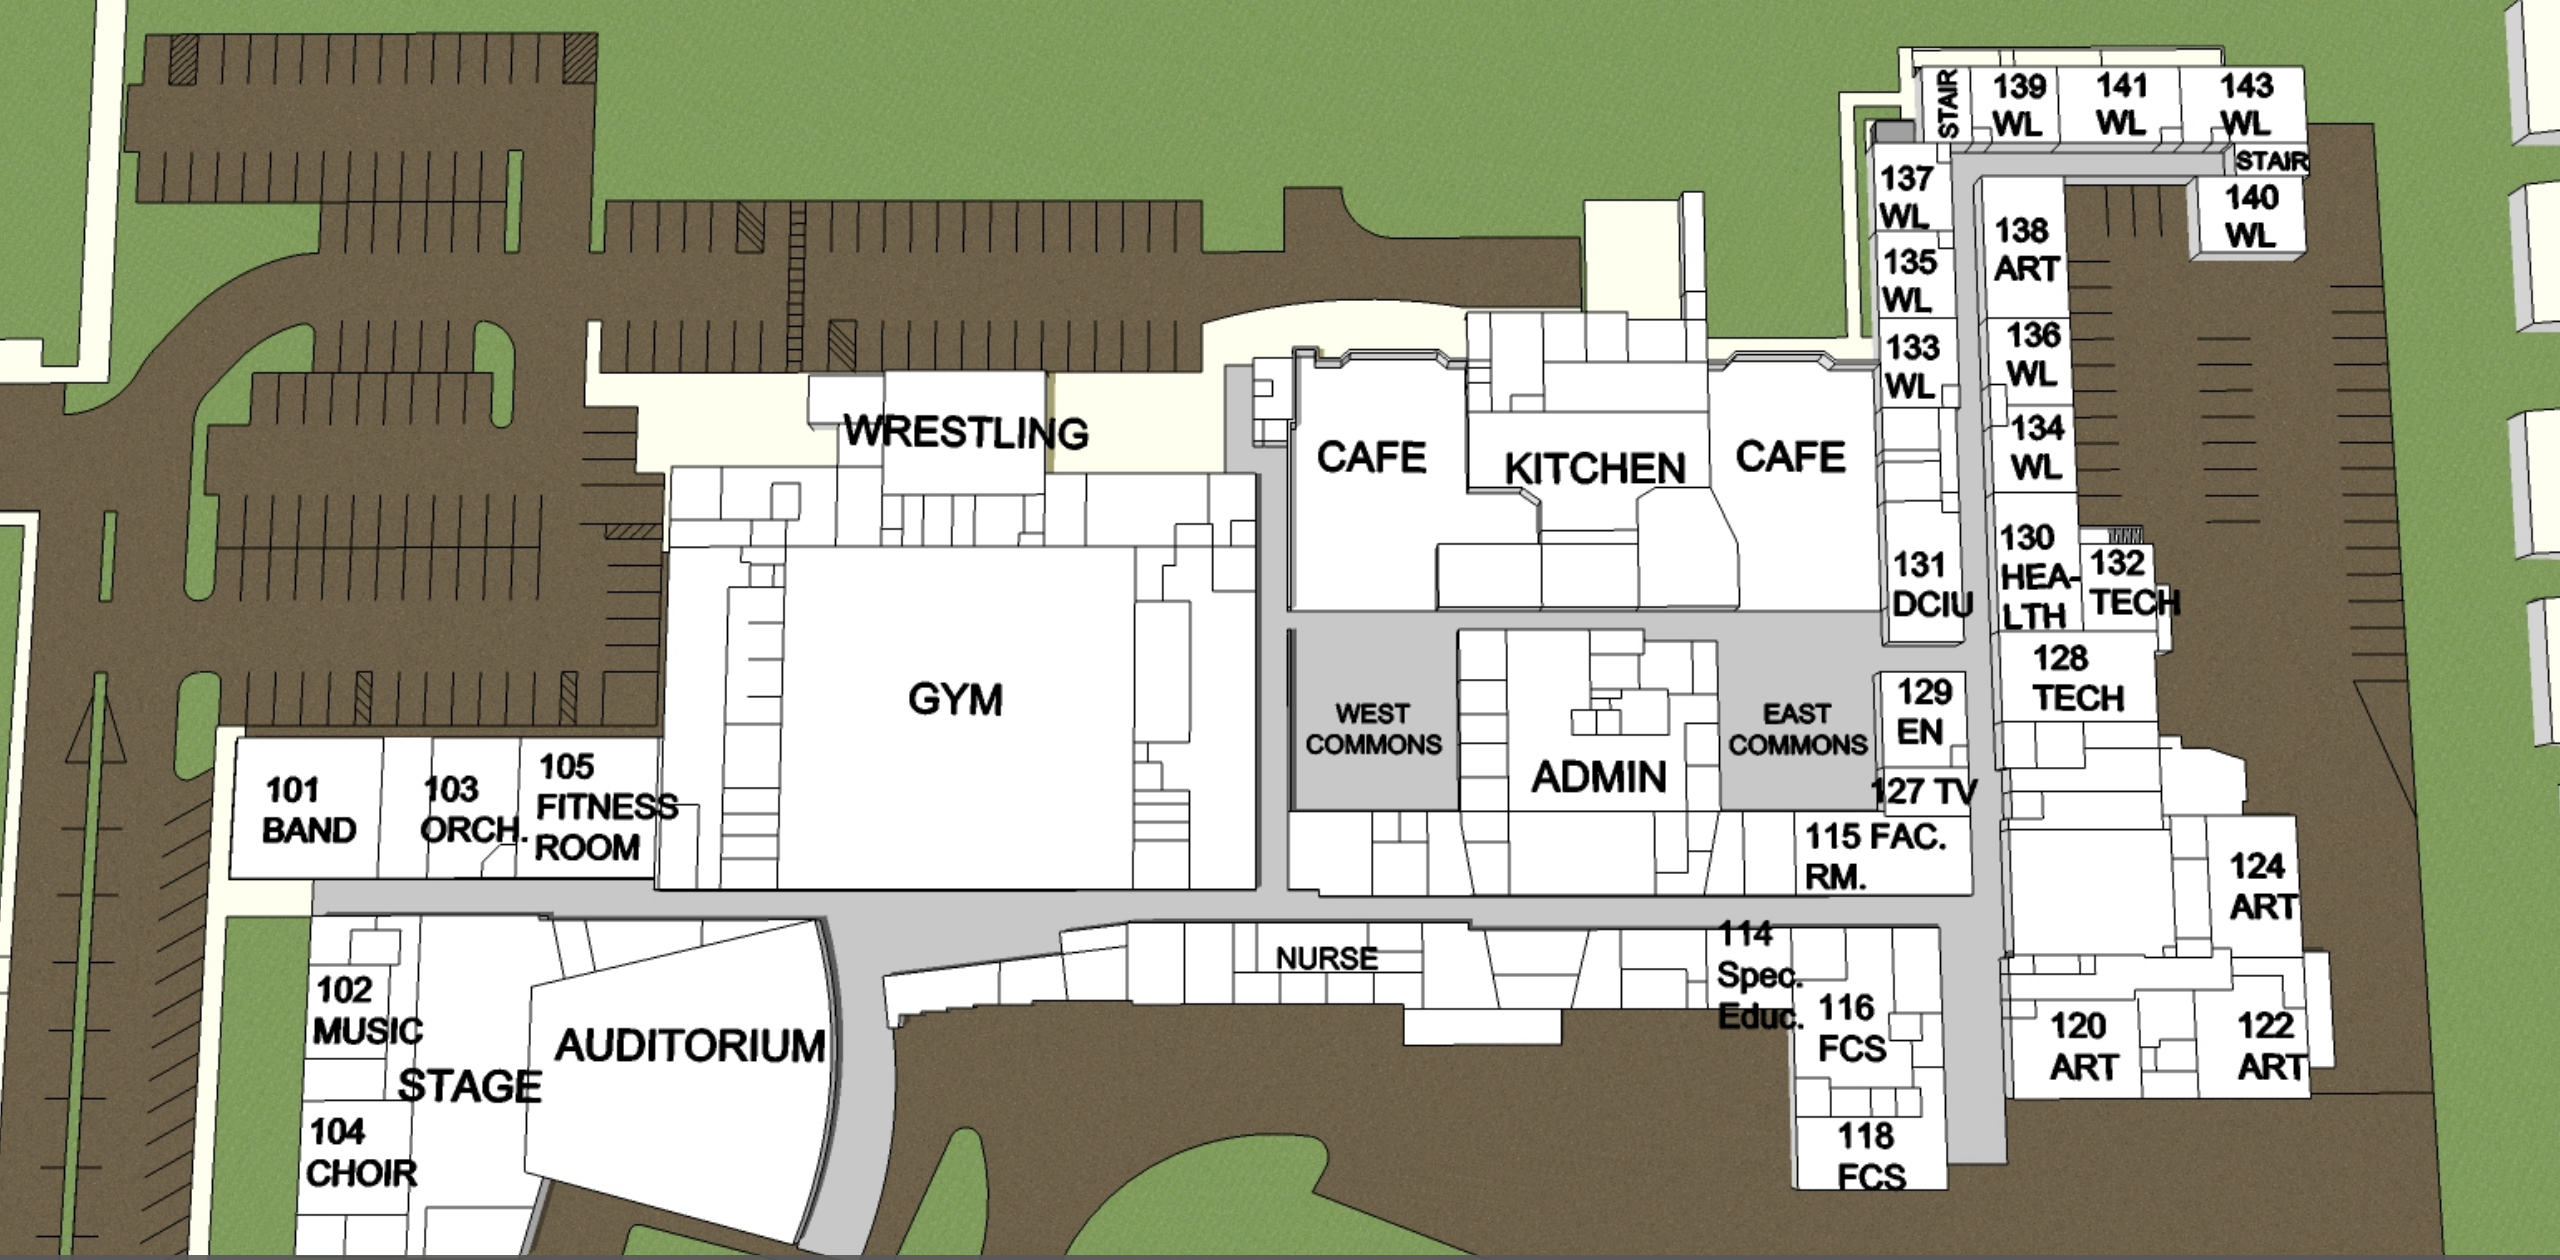 STAIR
139
WL
141
WL
143
WL
STAIR
137
WL
140
WL
138
ART
135
WL
133
WL
136
WL
134
WL
WRESTLING
CAFE
KITCHEN
CAFE
131
DCIU
130
HEA-
LTH
132
TECH
128
TECH
GYM
WEST
COMMONS
ADMIN
EAST
COMMONS
129
EN
127 TV
101
BAND
103
ORCH.
105
FITNESS
ROOM
115 FAC.
RM.
124
ART
NURSE
114
Spec.
Educ.
116
FCS
118
FCS
120
ART
122
ART
102
MUSIC
STAGE
AUDITORIUM
104
CHOIR